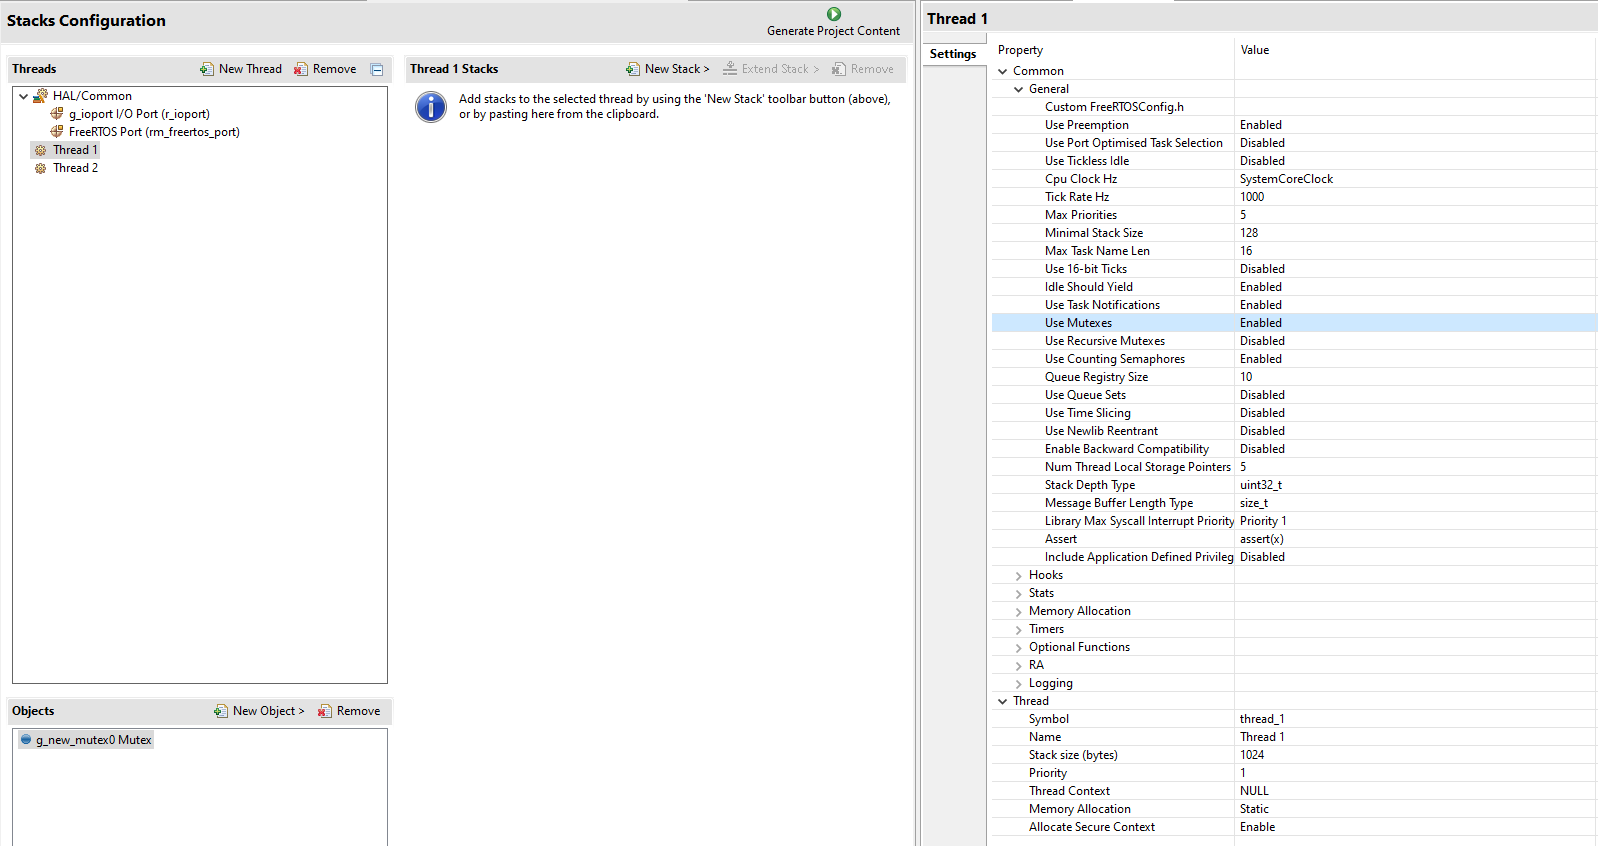 Stacks Configuration
Generate Project Content
Threads
New Thread
Remove
HAL/Common
g_ioport I/O Port (r_ioport)
FreeRTOS Port (rm_freertos_port)
Thread 1
Thread 2
Thread 1 Stacks
New Stack >
Extend Stack >
Remove
Add stacks to the selected thread by using the 'New Stack' toolbar button (above),
or by pasting here from the clipboard.
Objects
New Object >
Remove
g_new_mutex0 Mutex
Thread 1
Settings
Property Value
Common
General
Custom FreeRTOSConfig.h
Use Preemption Enabled
Use Port Optimised Task Selection Disabled
Use Tickless Idle Disabled
Cpu Clock Hz SystemCoreClock
Tick Rate Hz 1000
Max Priorities 5
Minimal Stack Size 128
Max Task Name Len 16
Use 16-bit Ticks Disabled
Idle Should Yield Enabled
Use Task Notifications Enabled
Use Mutexes Enabled
Use Recursive Mutexes Disabled
Use Counting Semaphores Enabled
Queue Registry Size 10
Use Queue Sets Disabled
Use Time Slicing Disabled
Use Newlib Reentrant Disabled
Enable Backward Compatibility Disabled
Num Thread Local Storage Pointers 5
Stack Depth Type uint32_t
Message Buffer Length Type size_t
Library Max Syscall Interrupt Priority Priority 1
Assert assert(x)
Include Application Defined Privileg Disabled
Hooks
Stats
Memory Allocation
Timers
Optional Functions
RA
Logging
Thread
Symbol thread_1
Name Thread 1
Stack size (bytes) 1024
Priority 1
Thread Context NULL
Memory Allocation Static
Allocate Secure Context Enable